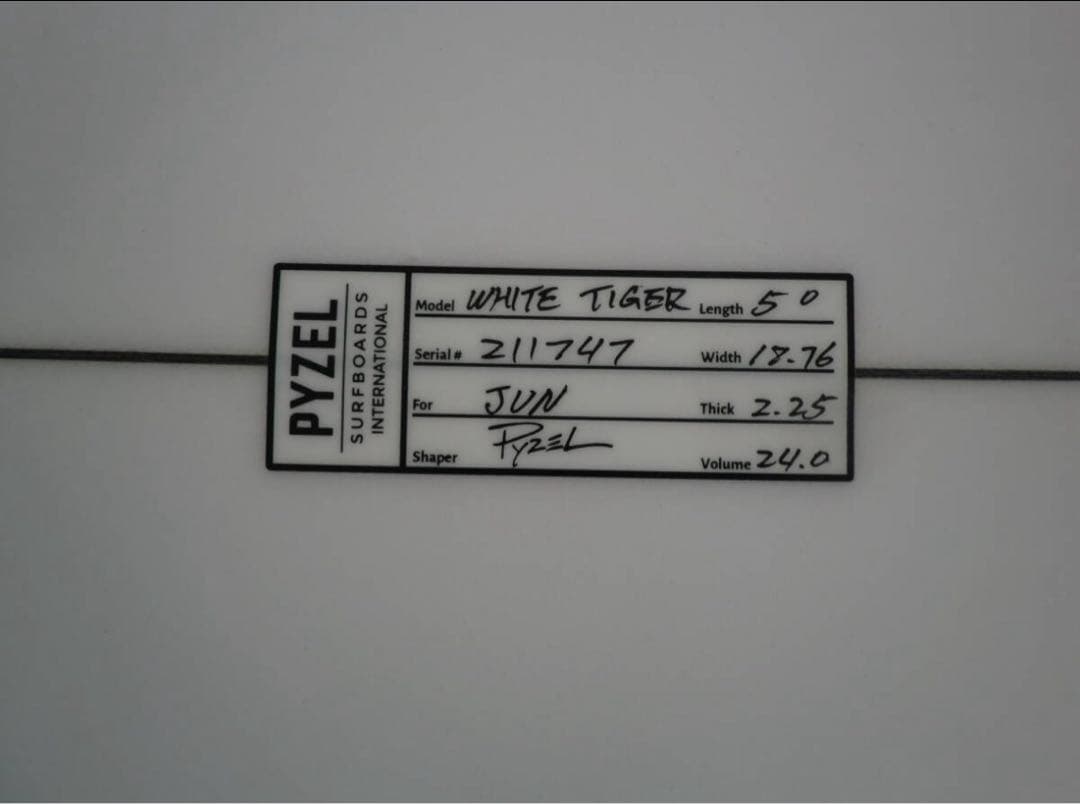 PYZEL
SURFBOARDS
INTERNATIONAL
Model WHITE TIGER Length 5 0
Serial # 211747 Width 18.76
For JUN Thick 2.25
Shaper PYZEL Volume 24.0